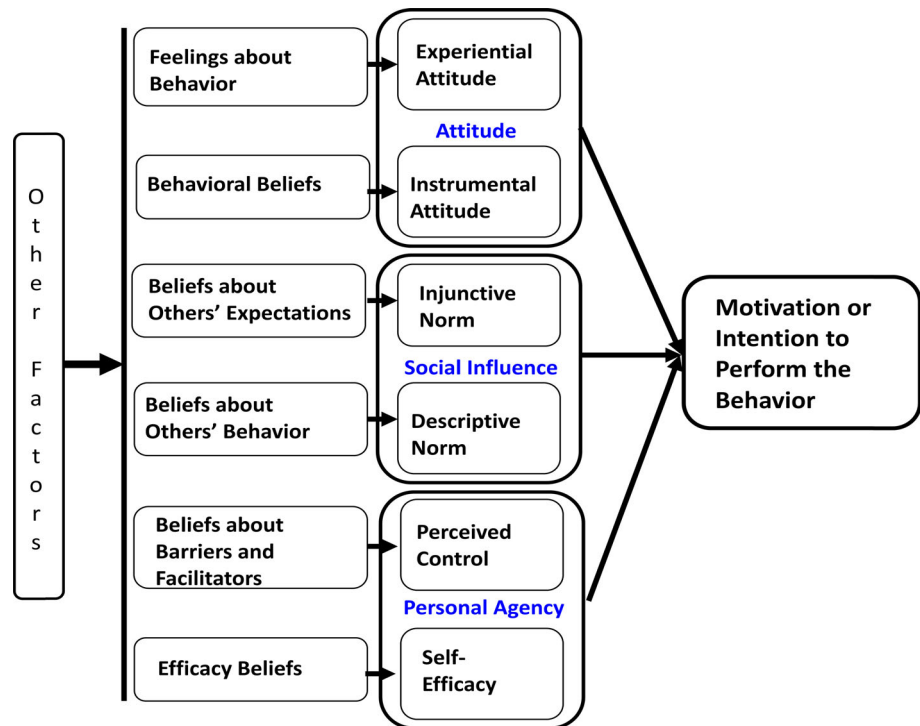 Other Factors
Feelings about
Behavior
Experiential
Attitude
Attitude
Behavioral Beliefs
Instrumental
Attitude
Beliefs about
Others’ Expectations
Injunctive
Norm
Social Influence
Beliefs about
Others’ Behavior
Descriptive
Norm
Beliefs about
Barriers and
Facilitators
Perceived
Control
Personal Agency
Efficacy Beliefs
Self-
Efficacy
Motivation or
Intention to
Perform the
Behavior